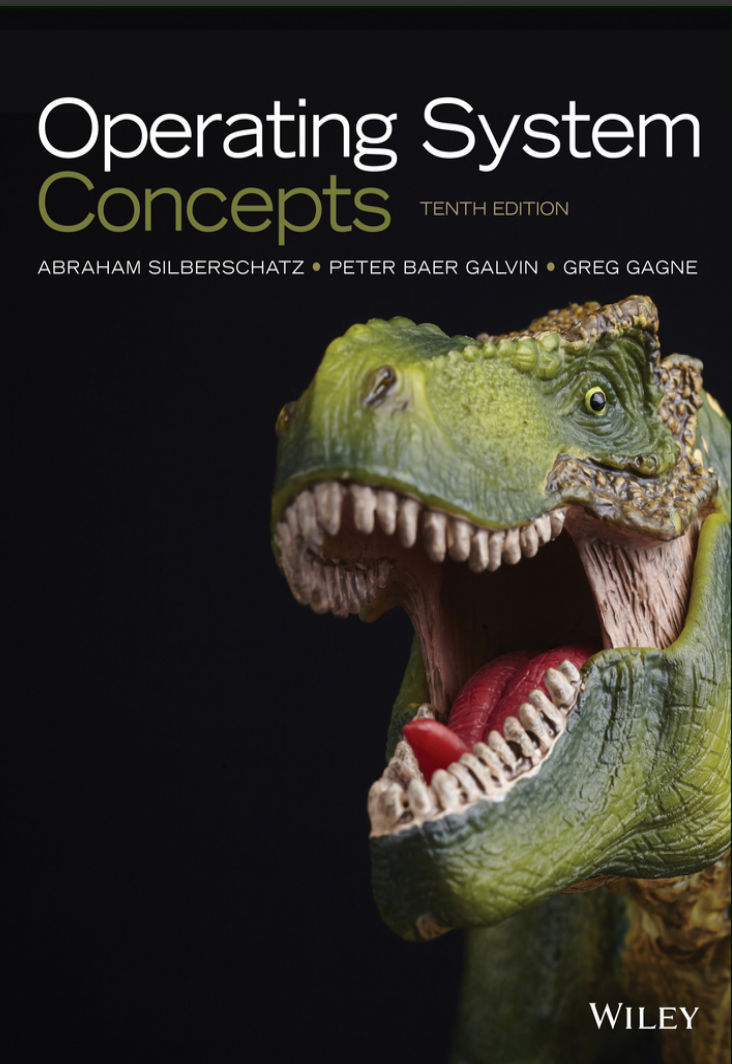 Operating System
Concepts TENTH EDITION
ABRAHAM SILBERSCHATZ • PETER BAER GALVIN • GREG GAGNE
WILEY